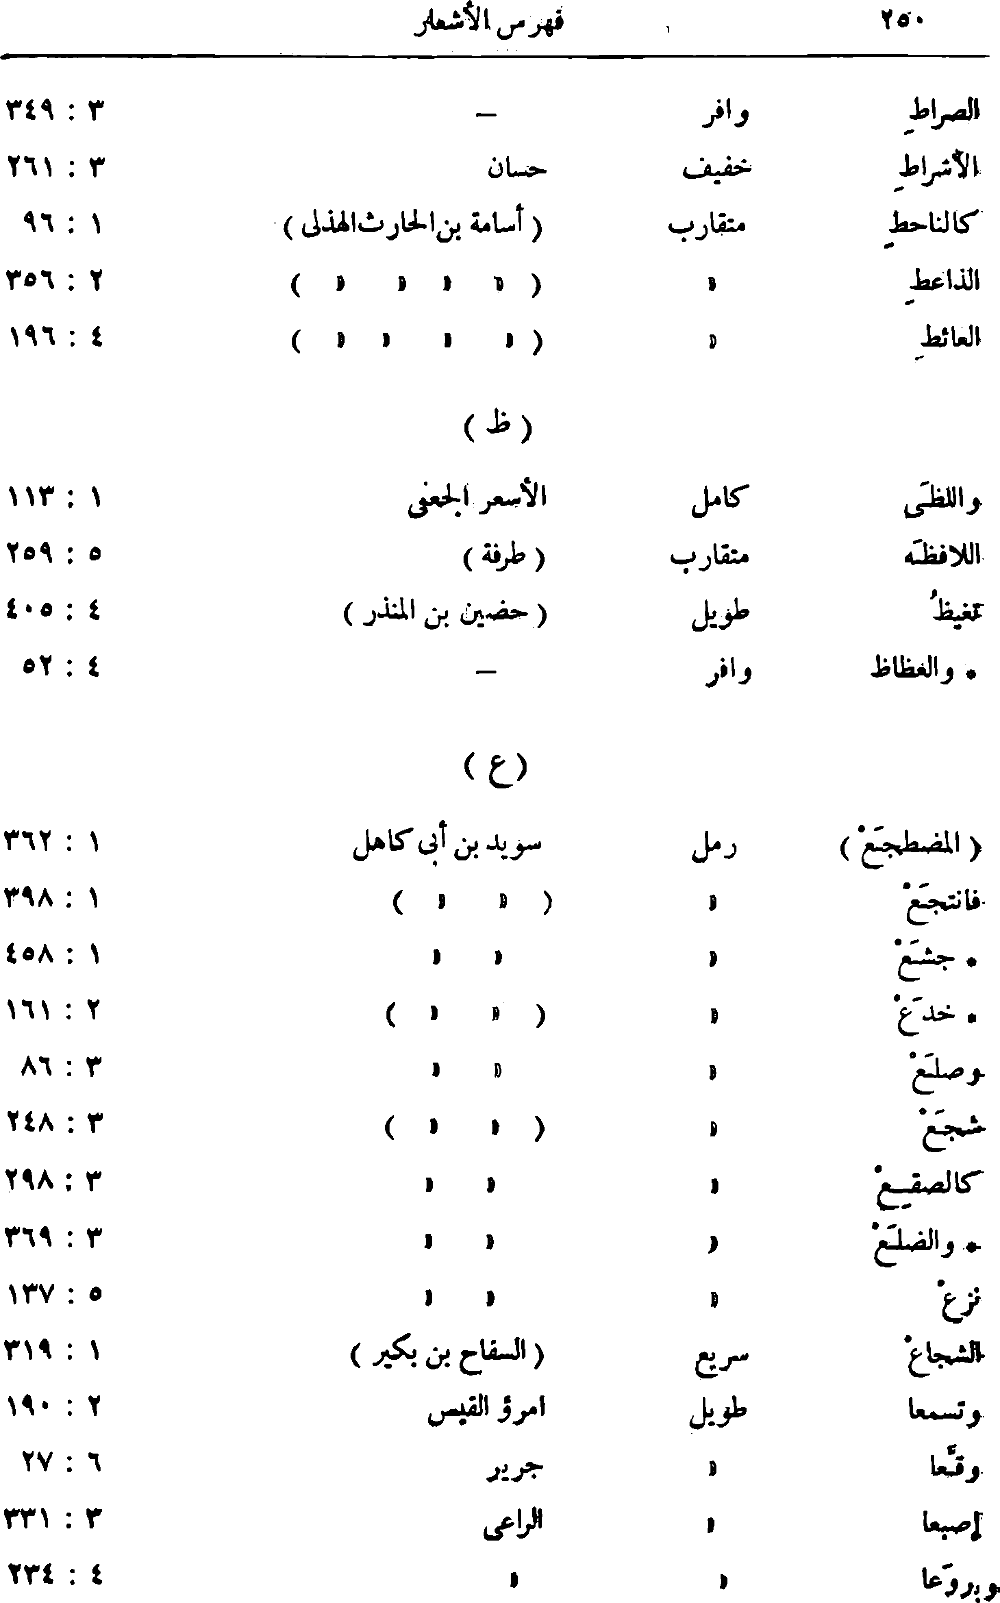 ٢٥٠ فهرس الأشعار
الصراطِ وافر — ٣ : ٣٤٩
الأشراطِ خفيف حسان ٣ : ٢٦١
كالناحطِ متقارب ( أسامة بن الحارث الهذلى ) ١ : ٩٦
الذاعطِ » ( » » » » ) ٢ : ٣٥٦
العائطِ » ( » » » » ) ٤ : ١٩٦
( ظ )
واللظَى كامل الأسعر الجعفى ١ : ١١٣
اللافظَه متقارب ( طرفة ) ٥ : ٢٥٩
تغيظُ طويل ( حضين بن المنذر ) ٤ : ٤٠٥
* والغظاظ وافر — ٤ : ٥٢
( ع )
( المضطجَعْ ) رمل سويد بن أبى كاهل ١ : ٣٦٢
فانتجَعْ » ( » » ) ١ : ٣٩٨
* جشَعْ » » » ١ : ٤٥٨
* خدَعْ » ( » » ) ٢ : ١٦١
وصلَعْ » » » ٣ : ٨٦
شجَعْ » ( » » ) ٣ : ٢٤٨
كالصقِعْ » » » ٣ : ٢٩٨
* والضلَعْ » » » ٣ : ٣٦٩
نزعْ » » » ٥ : ١٣٧
الشجاعْ سريع ( السفاح بن بكير ) ١ : ٣١٩
وتسمعا طويل امرؤ القيس ٢ : ١٩٠
وقَّعا » جرير ٦ : ٢٧
إصبعا » الراعى ٣ : ٣٣١
وبروَعا » » ٤ : ٢٣٤